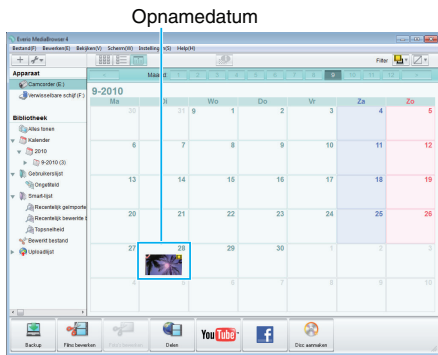 Opnamedatum
Everio MediaBrowser 4
Bestand(F) Bewerken(E) Bekijken(V) Scherm(W) Instellingen(S) Help(H)
Filter
Apparaat
Camcorder (E:)
Verwisselbare schijf (F:)
Bibliotheek
Alles tonen
Kalender
2010
9-2010 (3)
Gebruikerslijst
Ongetiteld
Smart-lijst
Recentelijk geïmporte
Recentelijk bewerkte b
Toponselheid
Bewerkt bestand
Uploadlijst
Maand 1 2 3 4 5 6 7 8 9 10 11 12
9-2010
Ma Di Wo Do Vr Za Zo
30 31 9 1 2 3 4 5
6 7 8 9 10 11 12
13 14 15 16 17 18 19
20 21 22 23 24 25 26
27 28 29 30 1 2 3
4 5 6 7 8 9 10
Backup Films bewerken Delen YouTube f Disc aanmaken